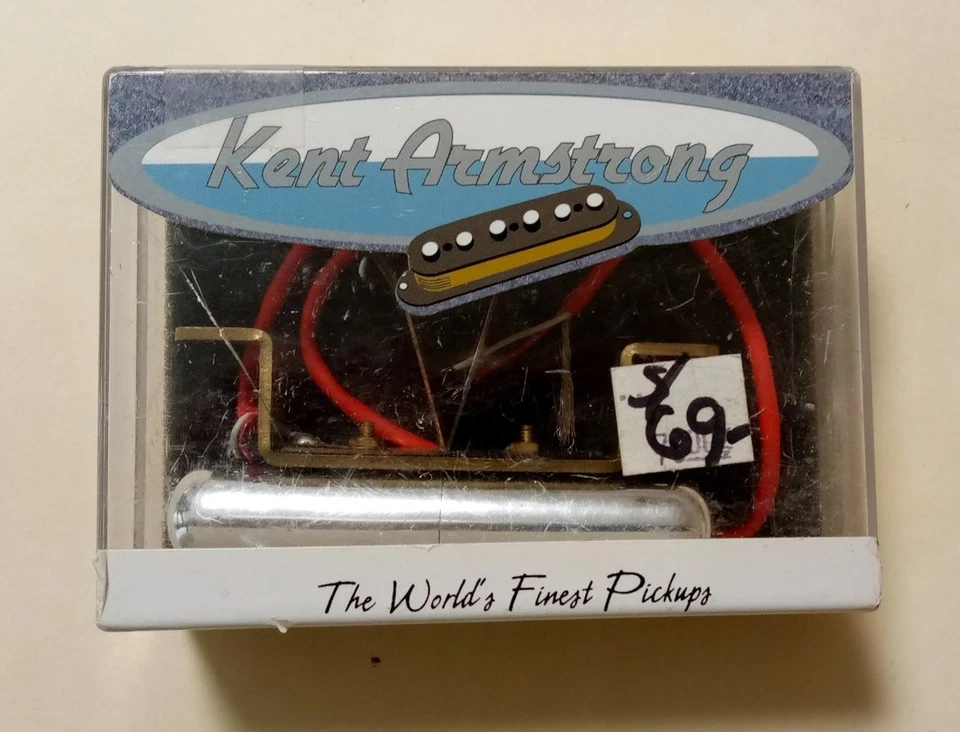 Kent Armstrong
69-
The World's Finest Pickups